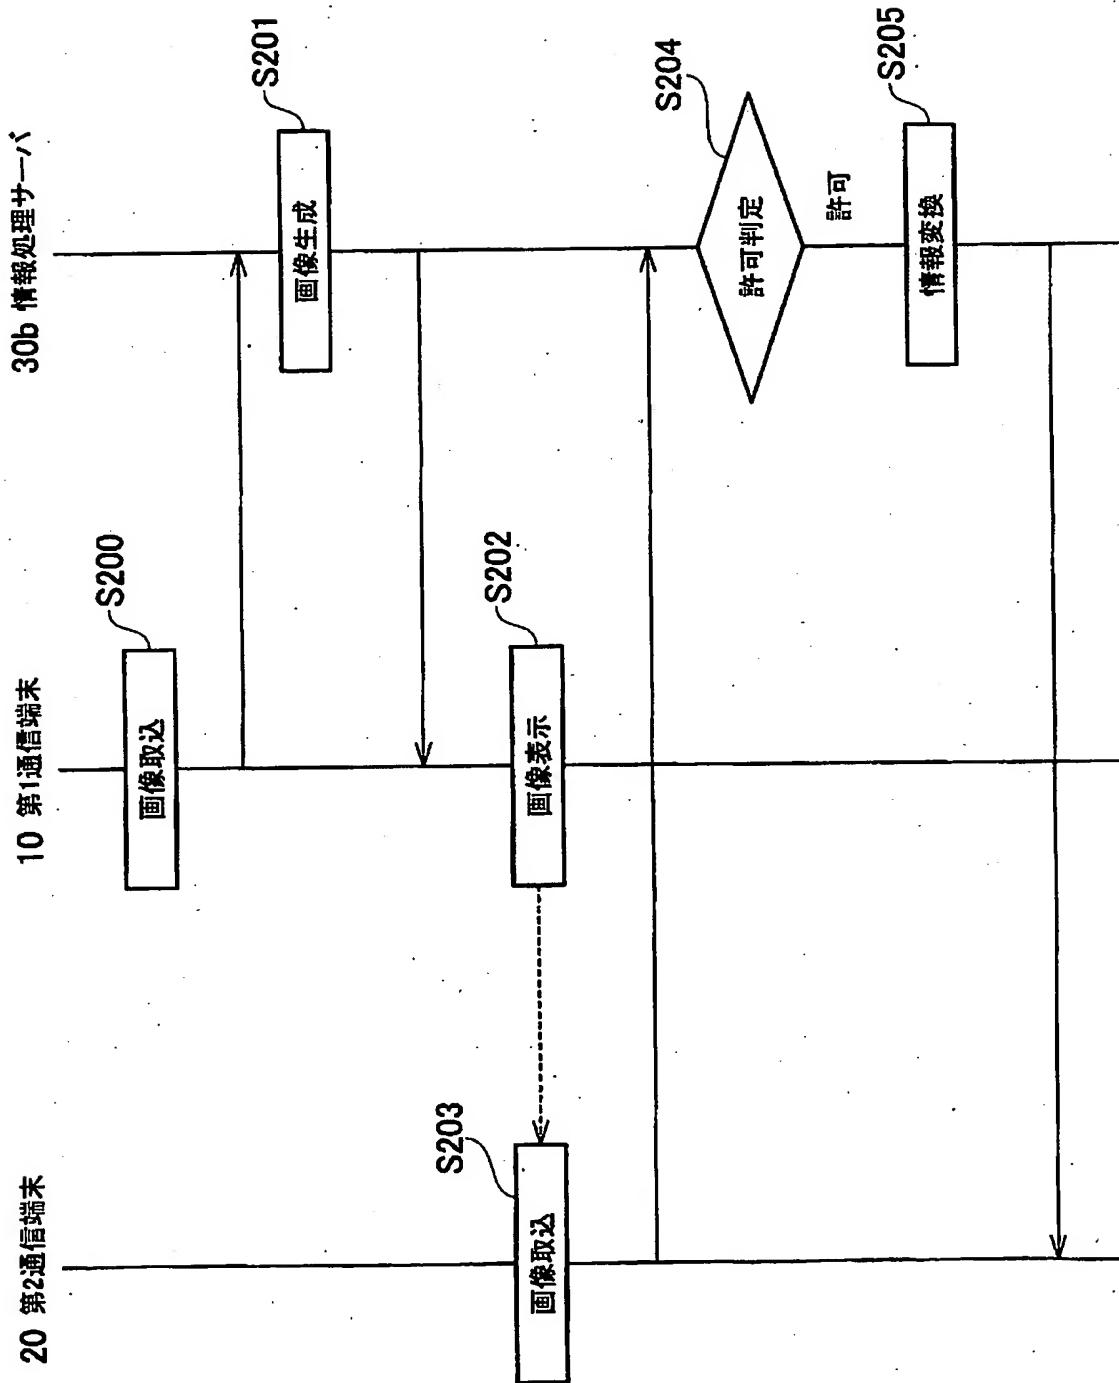 20 第2通信端末
10 第1通信端末
30b 情報処理サーバ
画像取込
S200
画像生成
S201
画像表示
S202
画像取込
S203
許可判定
S204
許可
情報変換
S205